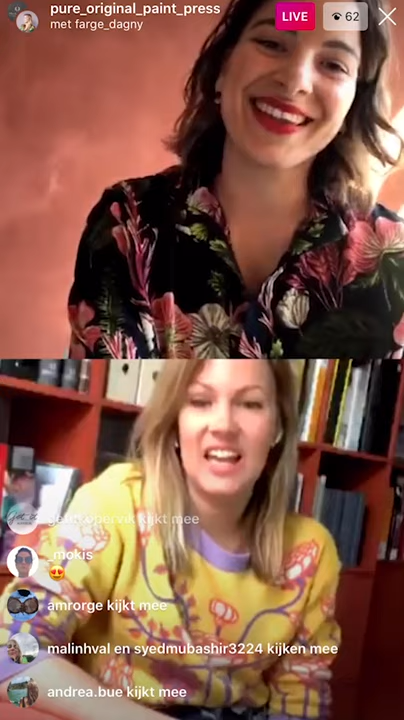 pure_original_paint_press
met farge_dagny
LIVE
62
kijkt mee
_mokis
amrorge kijkt mee
malinhval en syedmubashir3224 kijken mee
andrea.bue kijkt mee